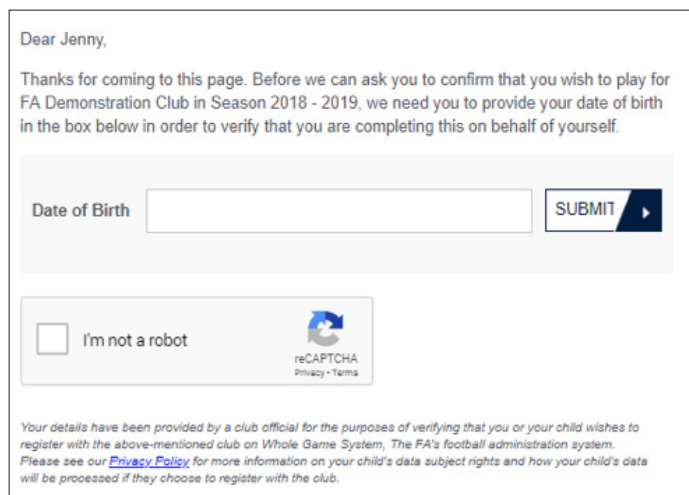 Dear Jenny,
Thanks for coming to this page. Before we can ask you to confirm that you wish to play for
FA Demonstration Club in Season 2018 - 2019, we need you to provide your date of birth
in the box below in order to verify that you are completing this on behalf of yourself.
Date of Birth
SUBMIT
I'm not a robot
reCAPTCHA
Privacy • Terms
Your details have been provided by a club official for the purposes of verifying that you or your child wishes to
register with the above-mentioned club on Whole Game System, The FA's football administration system.
Please see our Privacy Policy for more information on your child's data subject rights and how your child's data
will be processed if they choose to register with the club.